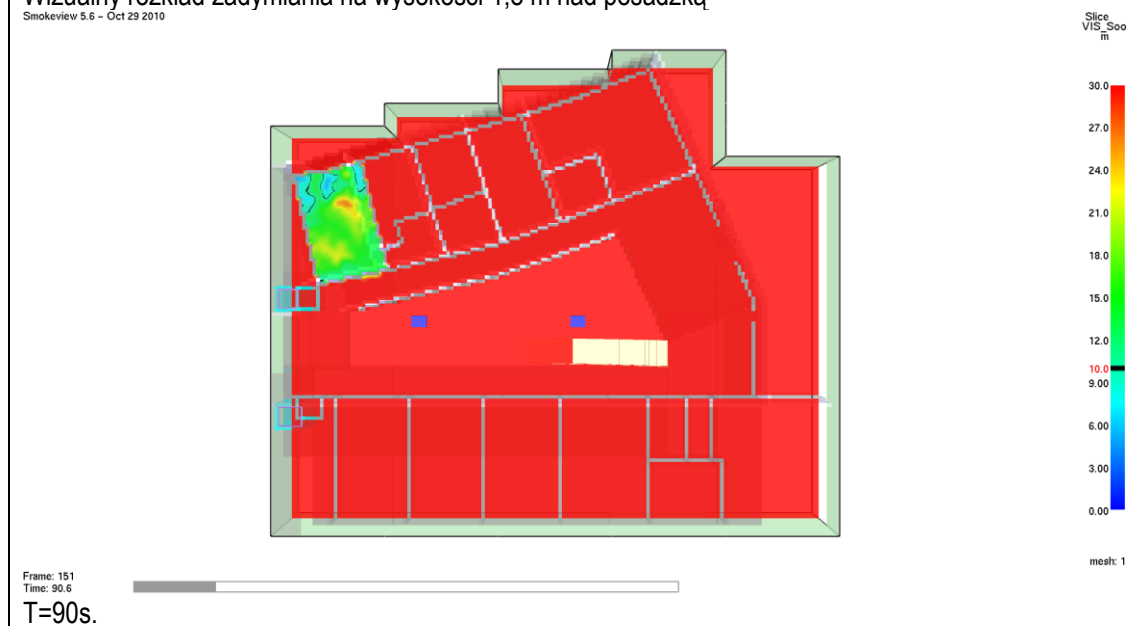 Wizualny rozkład zadymiania na wysokości 1,8 m nad posadzką
Smokeview 5.6 - Oct 29 2010
Slice
VIS_Soo
m
30.0
27.0
24.0
21.0
18.0
15.0
12.0
10.0
9.00
6.00
3.00
0.00
mesh: 1
Frame: 151
Time: 90.6
T=90s.